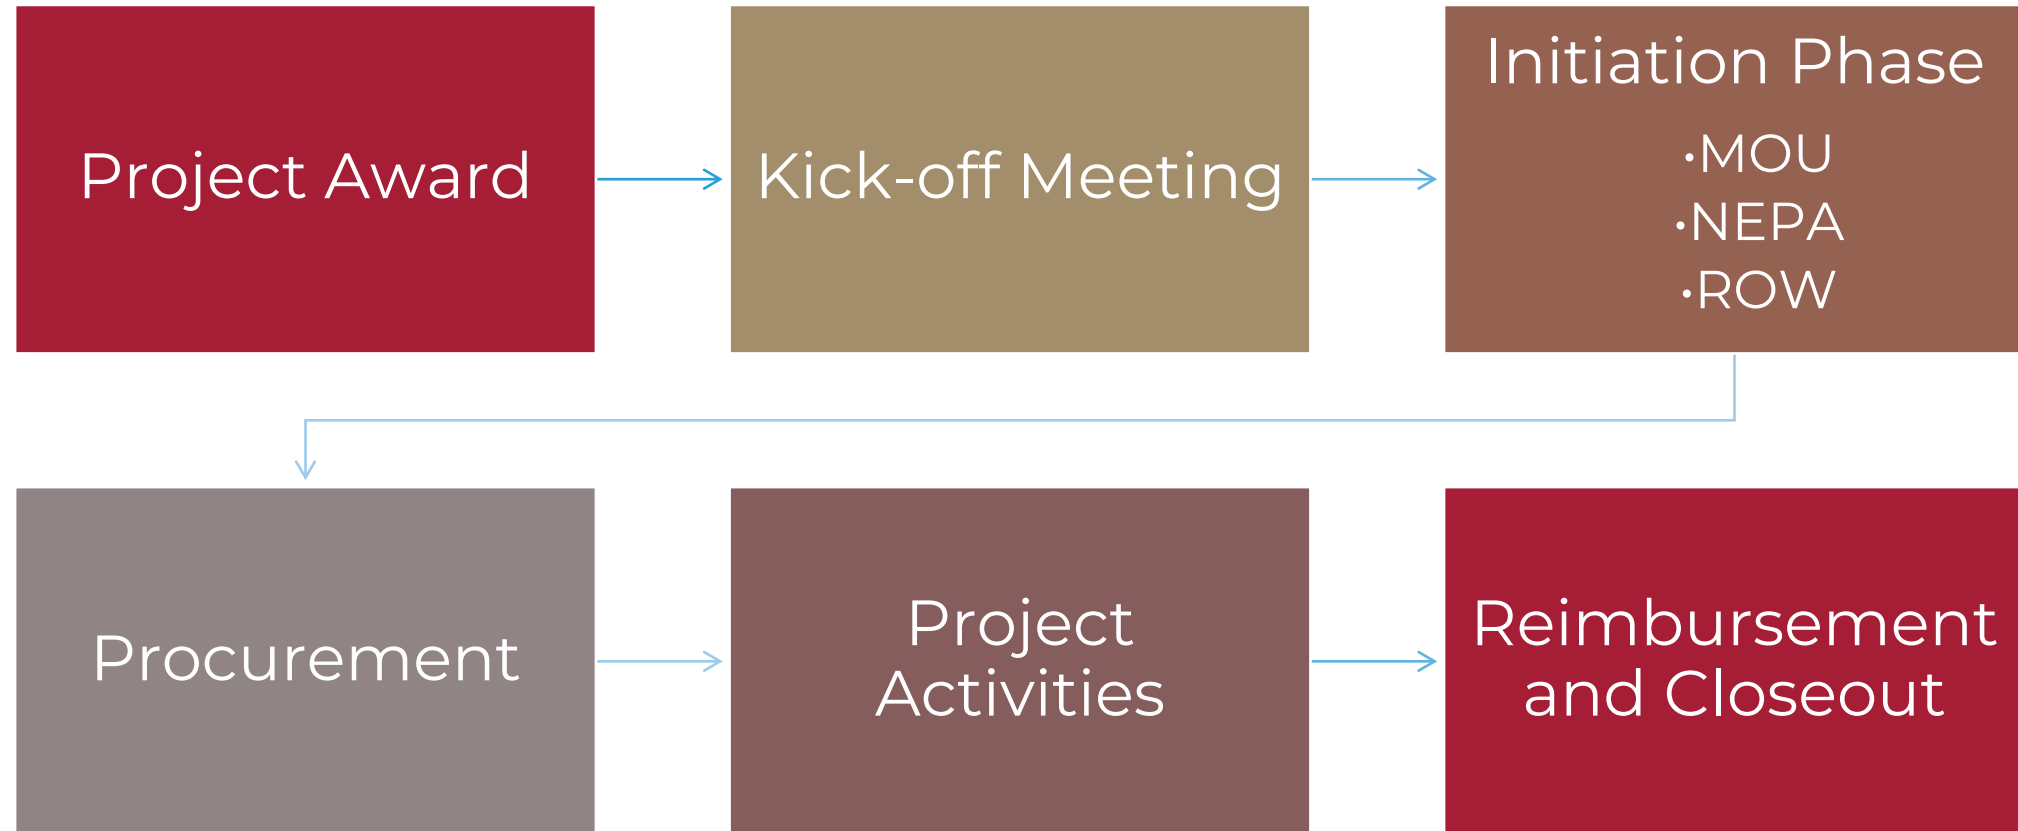 Project Award
Kick-off Meeting
Initiation Phase
•MOU
•NEPA
•ROW
Procurement
Project
Activities
Reimbursement
and Closeout